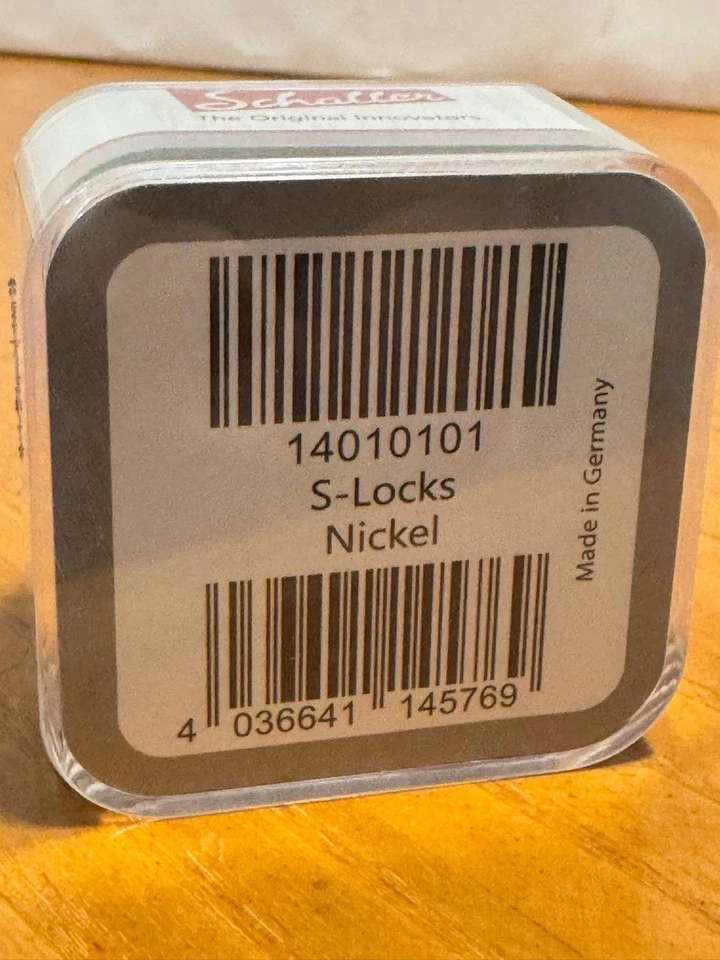 Schaller
The Original Innovators
14010101
S-Locks
Nickel
Made in Germany
4 036641 145769